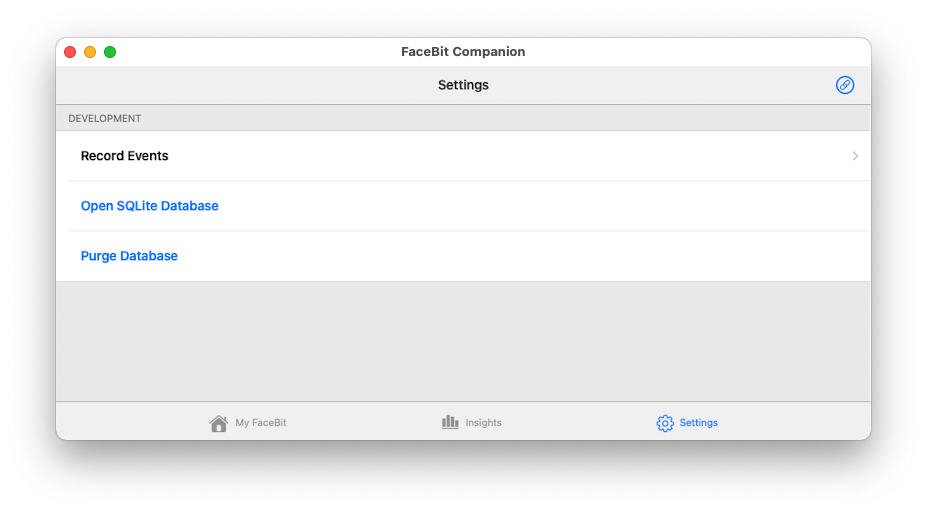 FaceBit Companion
Settings
DEVELOPMENT
Record Events
Open SQLite Database
Purge Database
My FaceBit
Insights
Settings